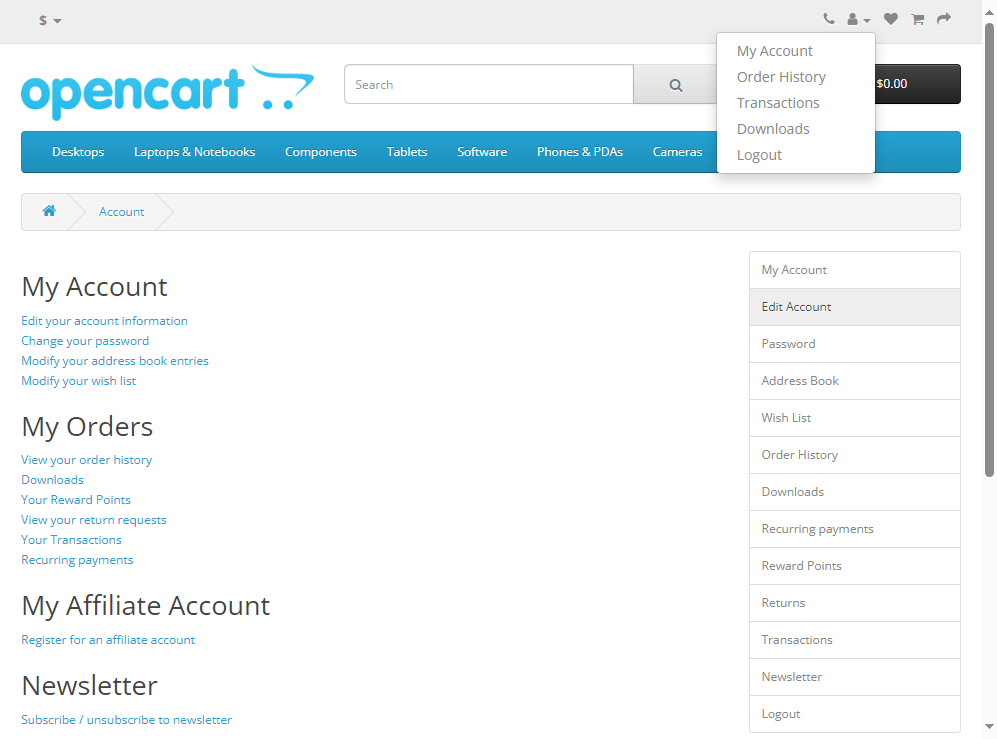 $
My Account
Order History
Transactions
Downloads
Logout
opencart
Search
$0.00
Desktops
Laptops & Notebooks
Components
Tablets
Software
Phones & PDAs
Cameras
Account
My Account
Edit your account information
Change your password
Modify your address book entries
Modify your wish list
My Orders
View your order history
Downloads
Your Reward Points
View your return requests
Your Transactions
Recurring payments
My Affiliate Account
Register for an affiliate account
Newsletter
Subscribe / unsubscribe to newsletter
My Account
Edit Account
Password
Address Book
Wish List
Order History
Downloads
Recurring payments
Reward Points
Returns
Transactions
Newsletter
Logout